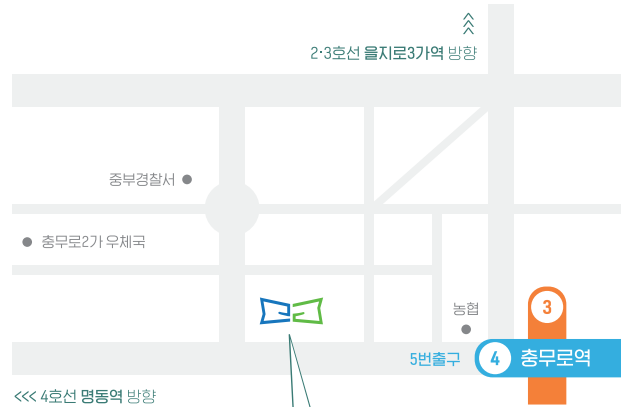 2·3호선 을지로3가역 방향
중부경찰서
충무로2가 우체국
농협
3
5번출구
4 충무로역
<<< 4호선 명동역 방향